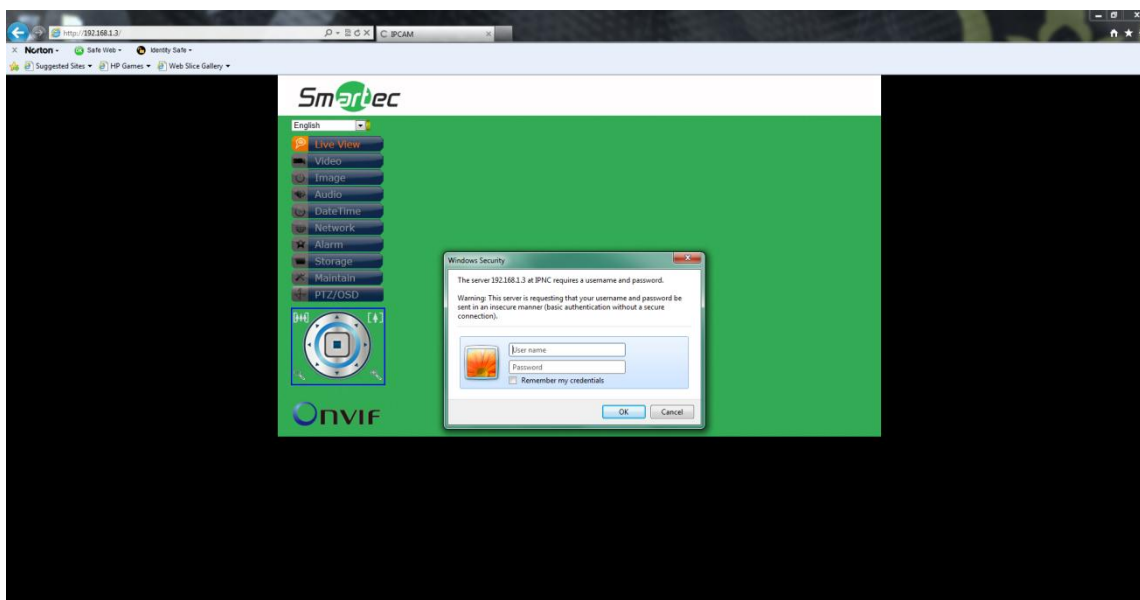 http://192.168.1.3/
IPCAM
Norton
Safe Web
Identity Safe
Suggested Sites
HP Games
Web Slice Gallery
Smartec
English
Live View
Video
Image
Audio
DateTime
Network
Alarm
Storage
Maintain
PTZ/OSD
Onvif
Windows Security
The server 192.168.1.3 at IPNC requires a username and password.
Warning: This server is requesting that your username and password be
sent in an insecure manner (basic authentication without a secure
connection).
User name
Password
Remember my credentials
OK Cancel